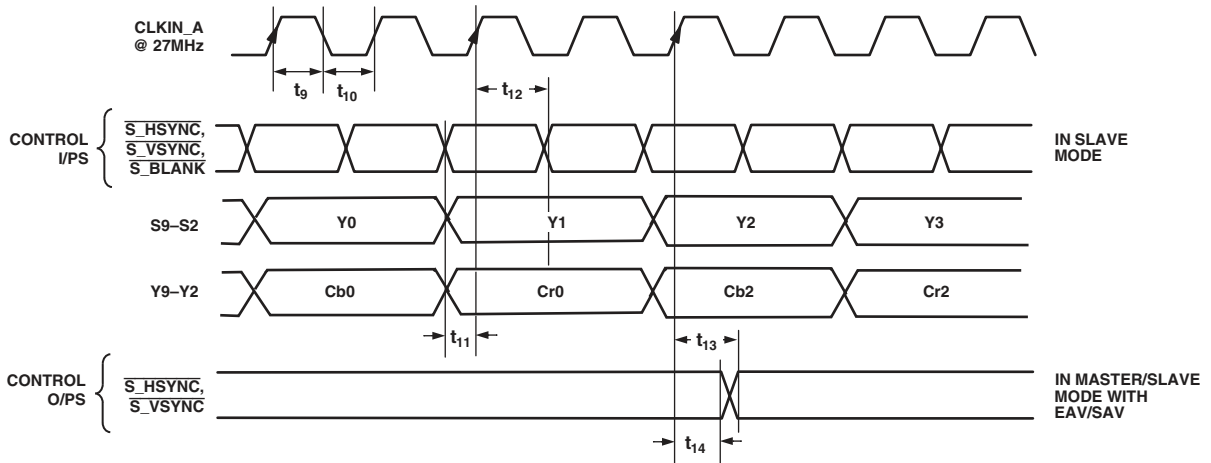 CLKIN_A
@ 27MHz
t9
t10
t12
CONTROL
I/PS
S_HSYNC,
S_VSYNC,
S_BLANK
IN SLAVE
MODE
S9–S2
Y0
Y1
Y2
Y3
Y9–Y2
Cb0
Cr0
Cb2
Cr2
t11
t13
CONTROL
O/PS
S_HSYNC,
S_VSYNC
IN MASTER/SLAVE
MODE WITH
EAV/SAV
t14